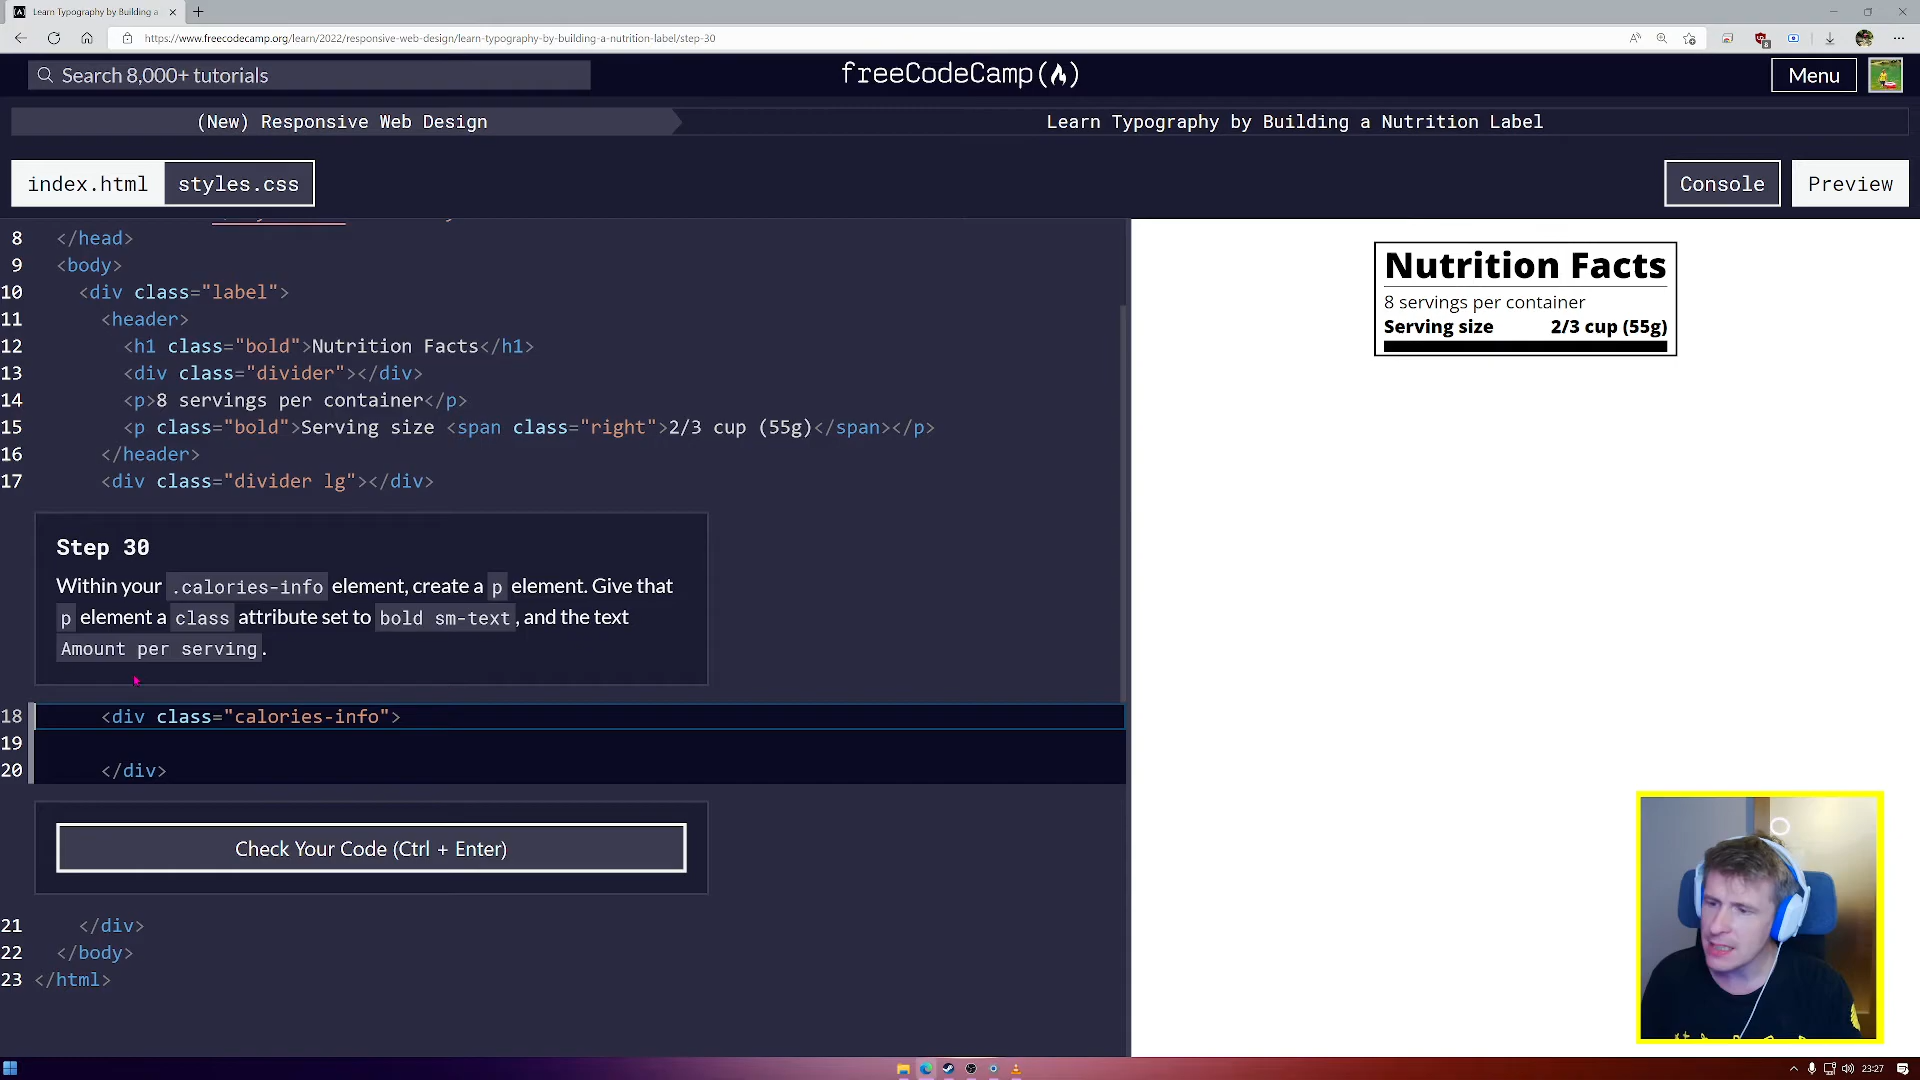 Learn Typography by Building a
https://www.freecodecamp.org/learn/2022/responsive-web-design/learn-typography-by-building-a-nutrition-label/step-30
Search 8,000+ tutorials
freeCodeCamp
Menu
(New) Responsive Web Design
Learn Typography by Building a Nutrition Label
index.html
styles.css
Console
Preview
8 </head>
9 <body>
10 <div class="label">
11 <header>
12 <h1 class="bold">Nutrition Facts</h1>
13 <div class="divider"></div>
14 <p>8 servings per container</p>
15 <p class="bold">Serving size <span class="right">2/3 cup (55g)</span></p>
16 </header>
17 <div class="divider lg"></div>
Step 30
Within your .calories-info element, create a p element. Give that
p element a class attribute set to bold sm-text, and the text
Amount per serving.
18 <div class="calories-info">
19
20 </div>
Check Your Code (Ctrl + Enter)
21 </div>
22 </body>
23 </html>
Nutrition Facts
8 servings per container
Serving size 2/3 cup (55g)
23:27